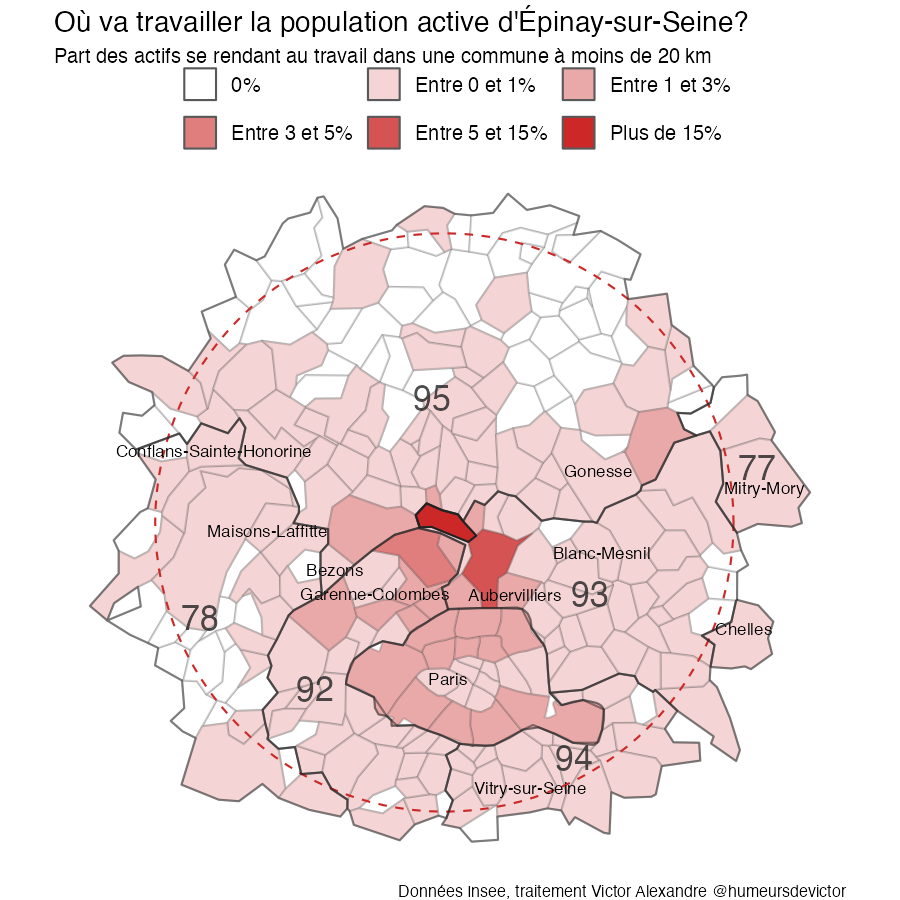 Où va travailler la population active d'Épinay-sur-Seine?
Part des actifs se rendant au travail dans une commune à moins de 20 km
0% Entre 0 et 1% Entre 1 et 3%
Entre 3 et 5% Entre 5 et 15% Plus de 15%
95
Conflans-Sainte-Honorine
Gonesse
77
Mitry-Mory
Maisons-Laffitte
Blanc-Mesnil
Bezons
Garenne-Colombes
Aubervilliers
93
78
Chelles
Paris
92
94
Vitry-sur-Seine
Données Insee, traitement Victor Alexandre @humeursdevictor